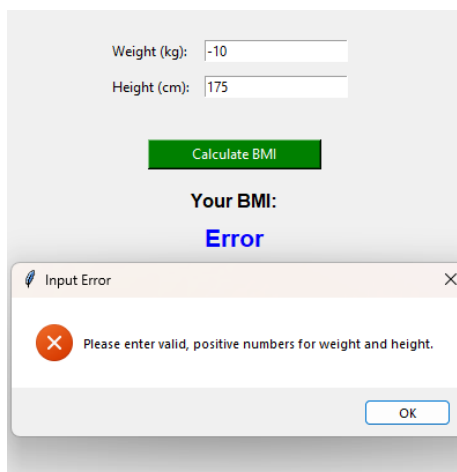 Weight (kg): -10
Height (cm): 175
Calculate BMI
Your BMI:
Error
Input Error
Please enter valid, positive numbers for weight and height.
OK